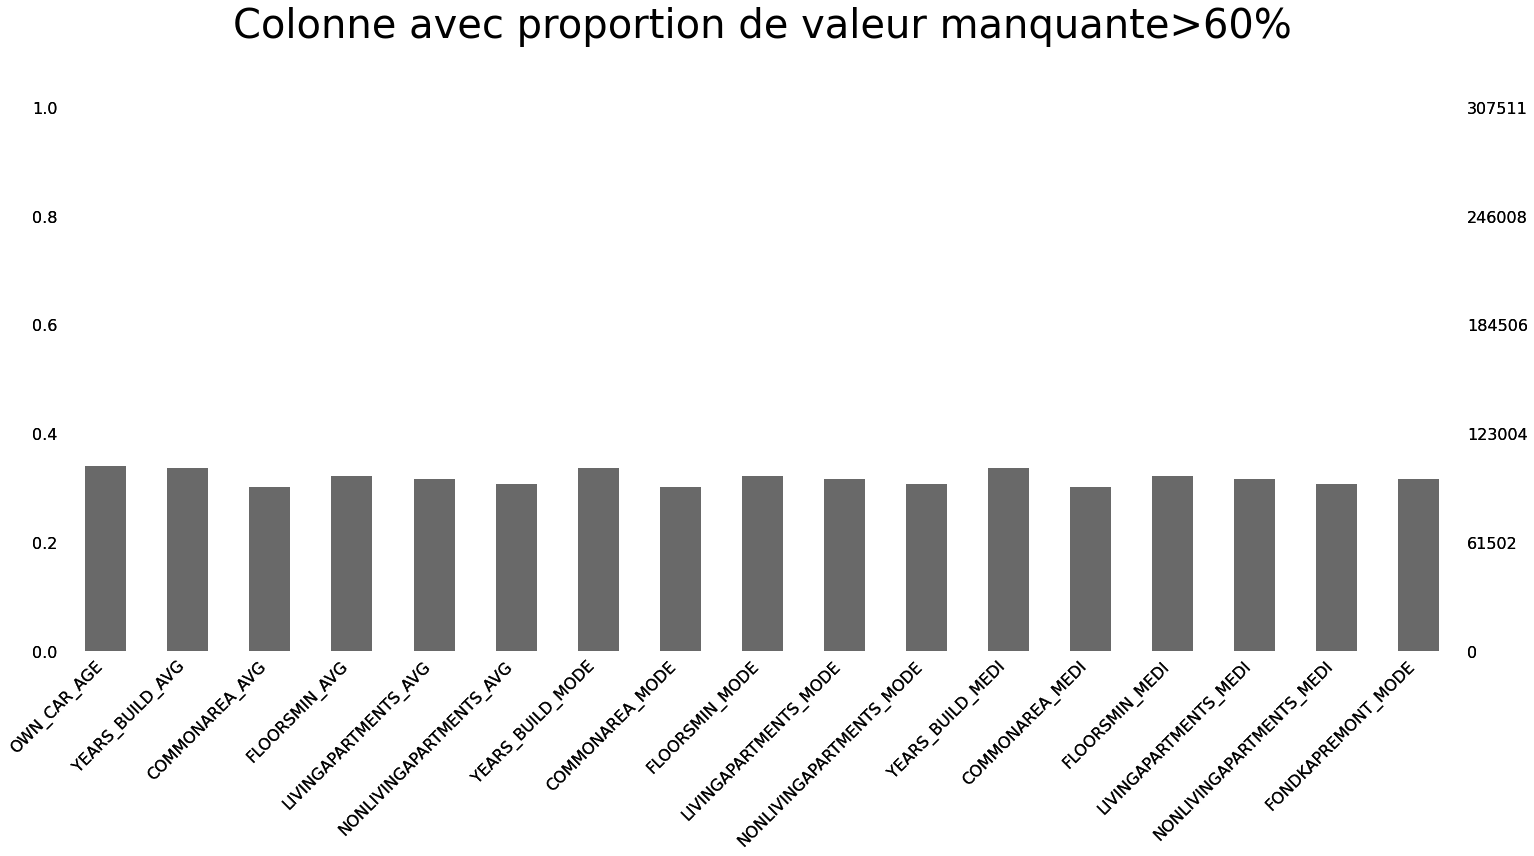 Colonne avec proportion de valeur manquante>60%
1.0
307511
0.8
246008
0.6
184506
0.4
123004
0.2
61502
0.0
0
OWN_CAR_AGE
YEARS_BUILD_AVG
COMMONAREA_AVG
FLOORSMIN_AVG
LIVINGAPARTMENTS_AVG
NONLIVINGAPARTMENTS_AVG
YEARS_BUILD_MODE
COMMONAREA_MODE
FLOORSMIN_MODE
LIVINGAPARTMENTS_MODE
NONLIVINGAPARTMENTS_MODE
YEARS_BUILD_MEDI
COMMONAREA_MEDI
FLOORSMIN_MEDI
LIVINGAPARTMENTS_MEDI
NONLIVINGAPARTMENTS_MEDI
FONDKAPREMONT_MODE